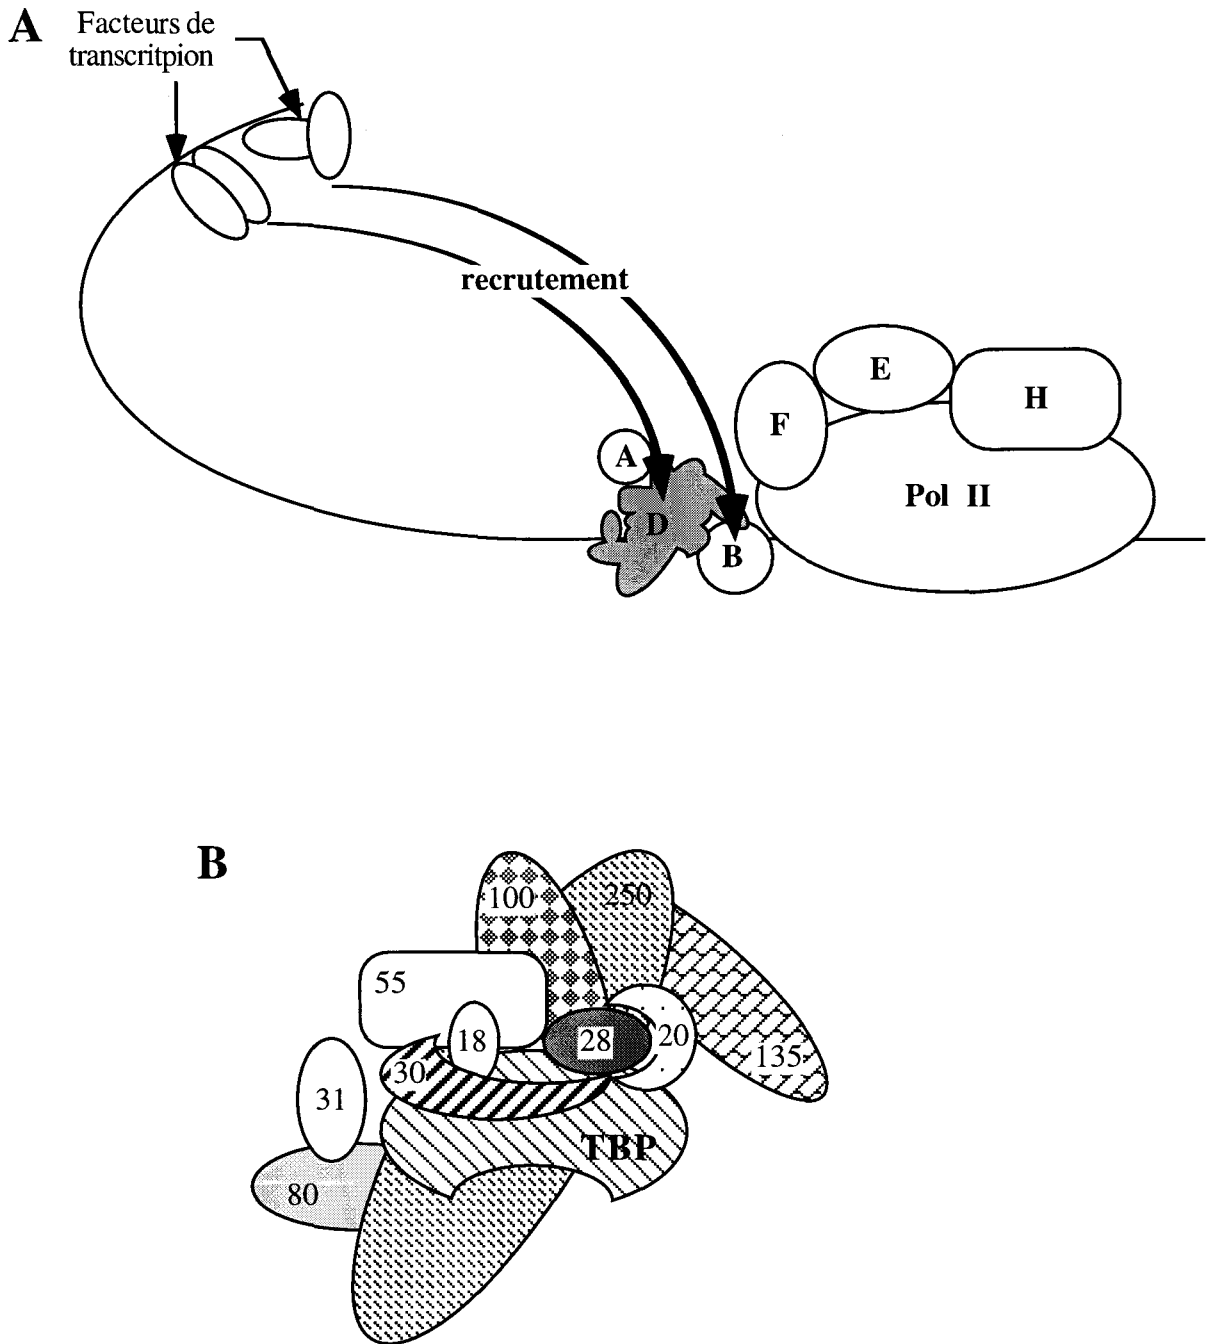 A
Facteurs de
transcritpion
recrutement
E
H
F
A
Pol II
D
B
B
100
250
55
18
28
20
30
135
31
TBP
80